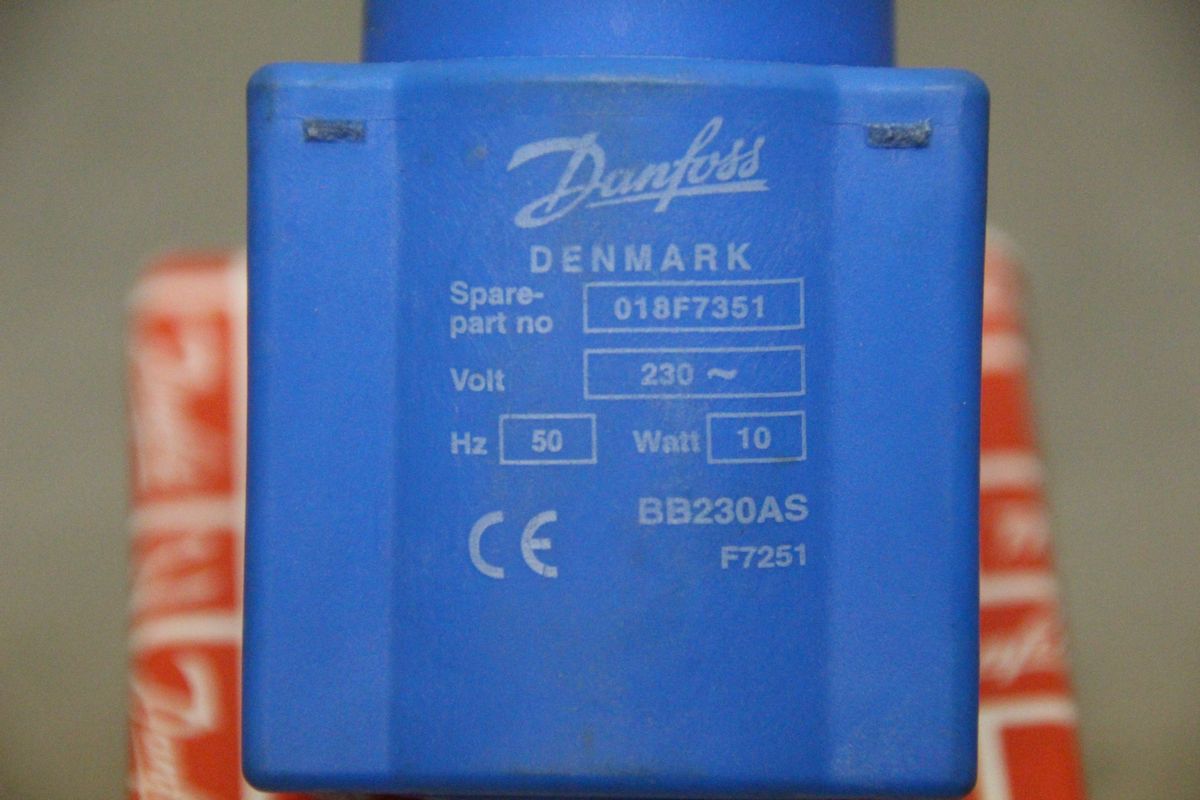 Danfoss
DENMARK
Spare-
part no 018F7351
Volt 230 ~
Hz 50 Watt 10
CE BB230AS
F7251